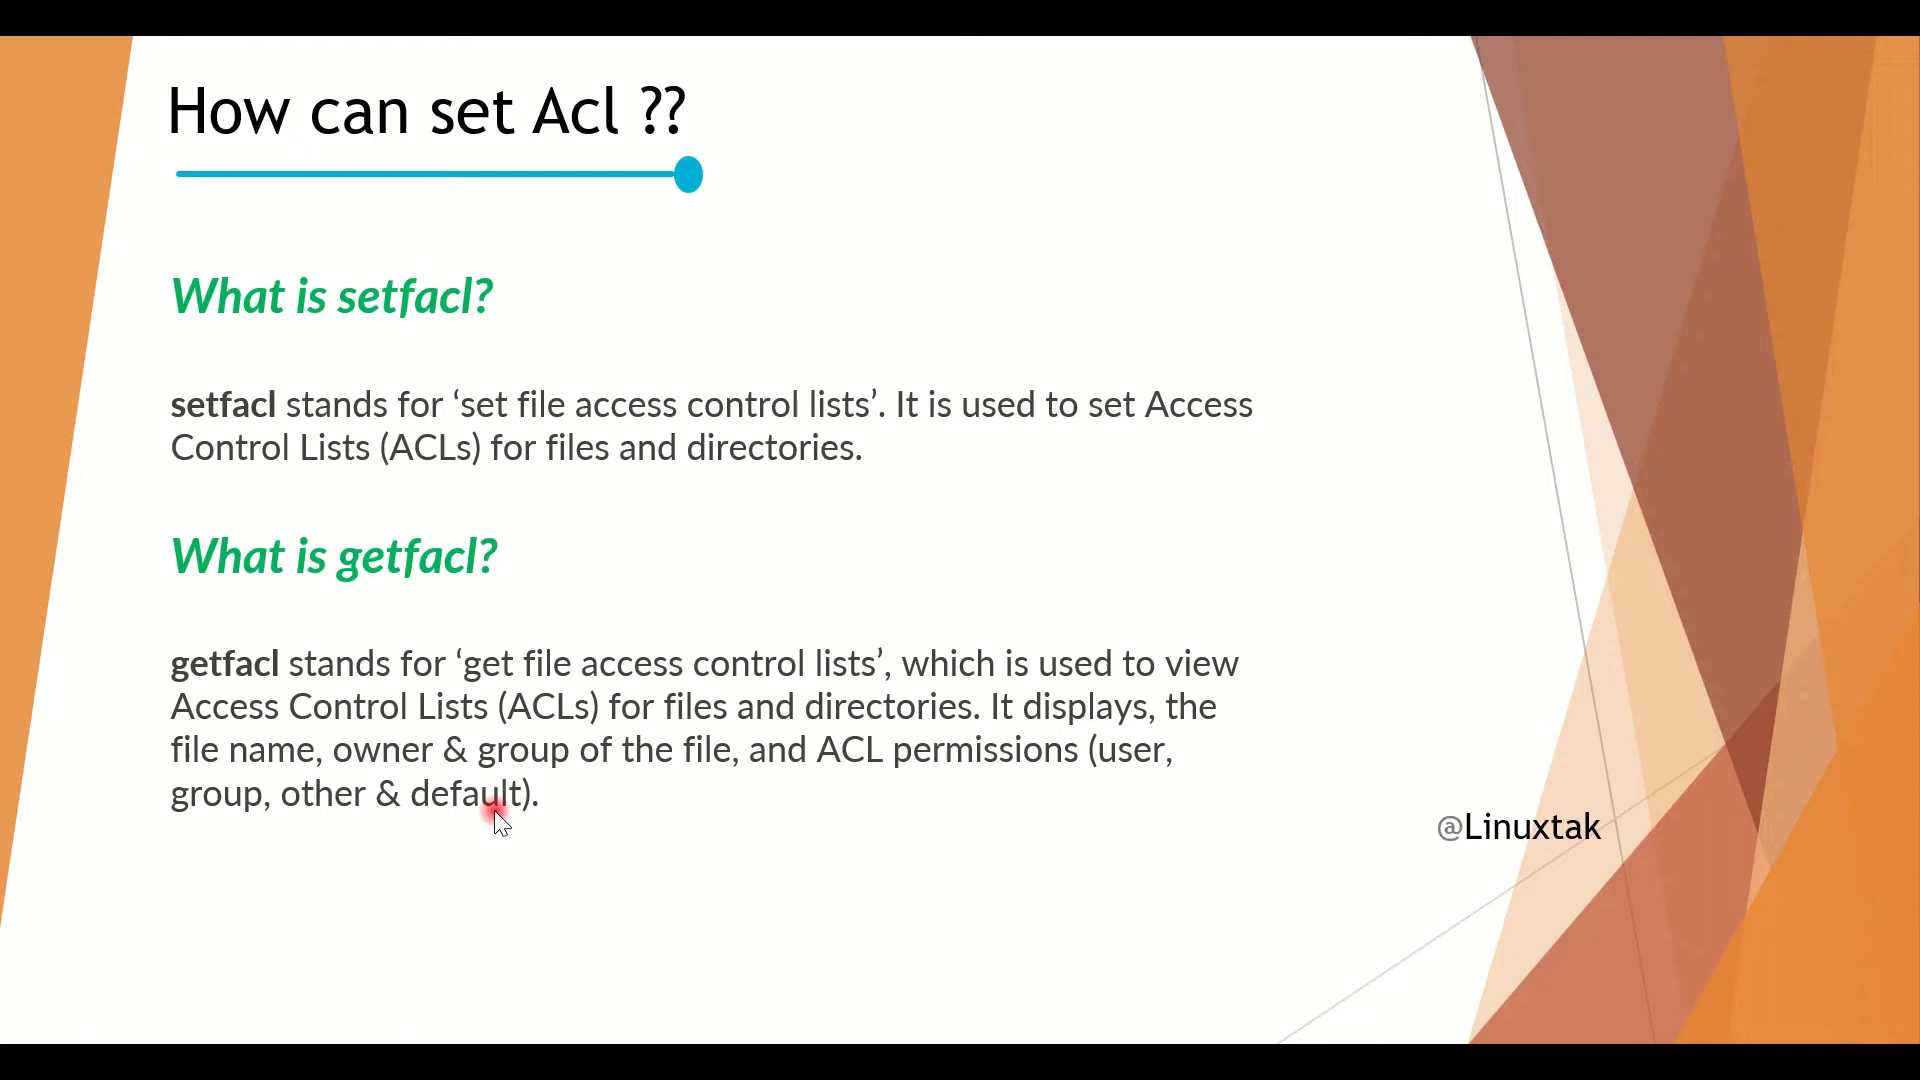 How can set Acl ??
What is setfacl?
setfacl stands for ‘set file access control lists’. It is used to set Access
Control Lists (ACLs) for files and directories.
What is getfacl?
getfacl stands for ‘get file access control lists’, which is used to view
Access Control Lists (ACLs) for files and directories. It displays, the
file name, owner & group of the file, and ACL permissions (user,
group, other & default).
@Linuxtak